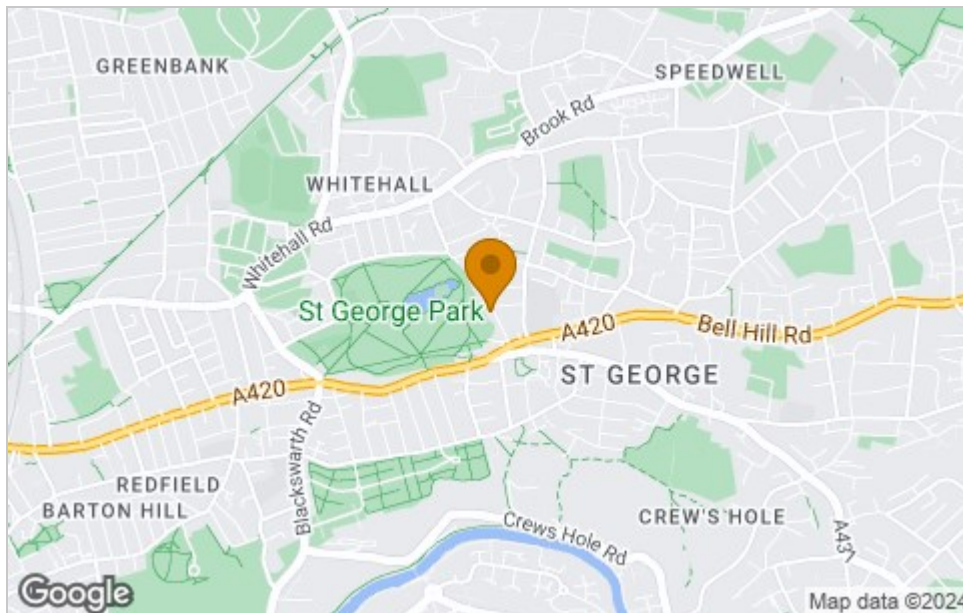 GREENBANK
SPEEDWELL
Brook Rd
WHITEHALL
Whitehall Rd
St George Park
A420
Bell Hill Rd
ST GEORGE
A420
Blackswarth Rd
REDFIELD
BARTON HILL
CREW'S HOLE
Crews Hole Rd
A431
Google
Map data ©2024